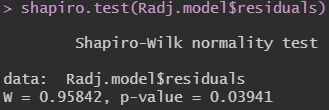 > shapiro.test(Radj.model$residuals)
Shapiro-Wilk normality test
data:  Radj.model$residuals
W = 0.95842, p-value = 0.03941